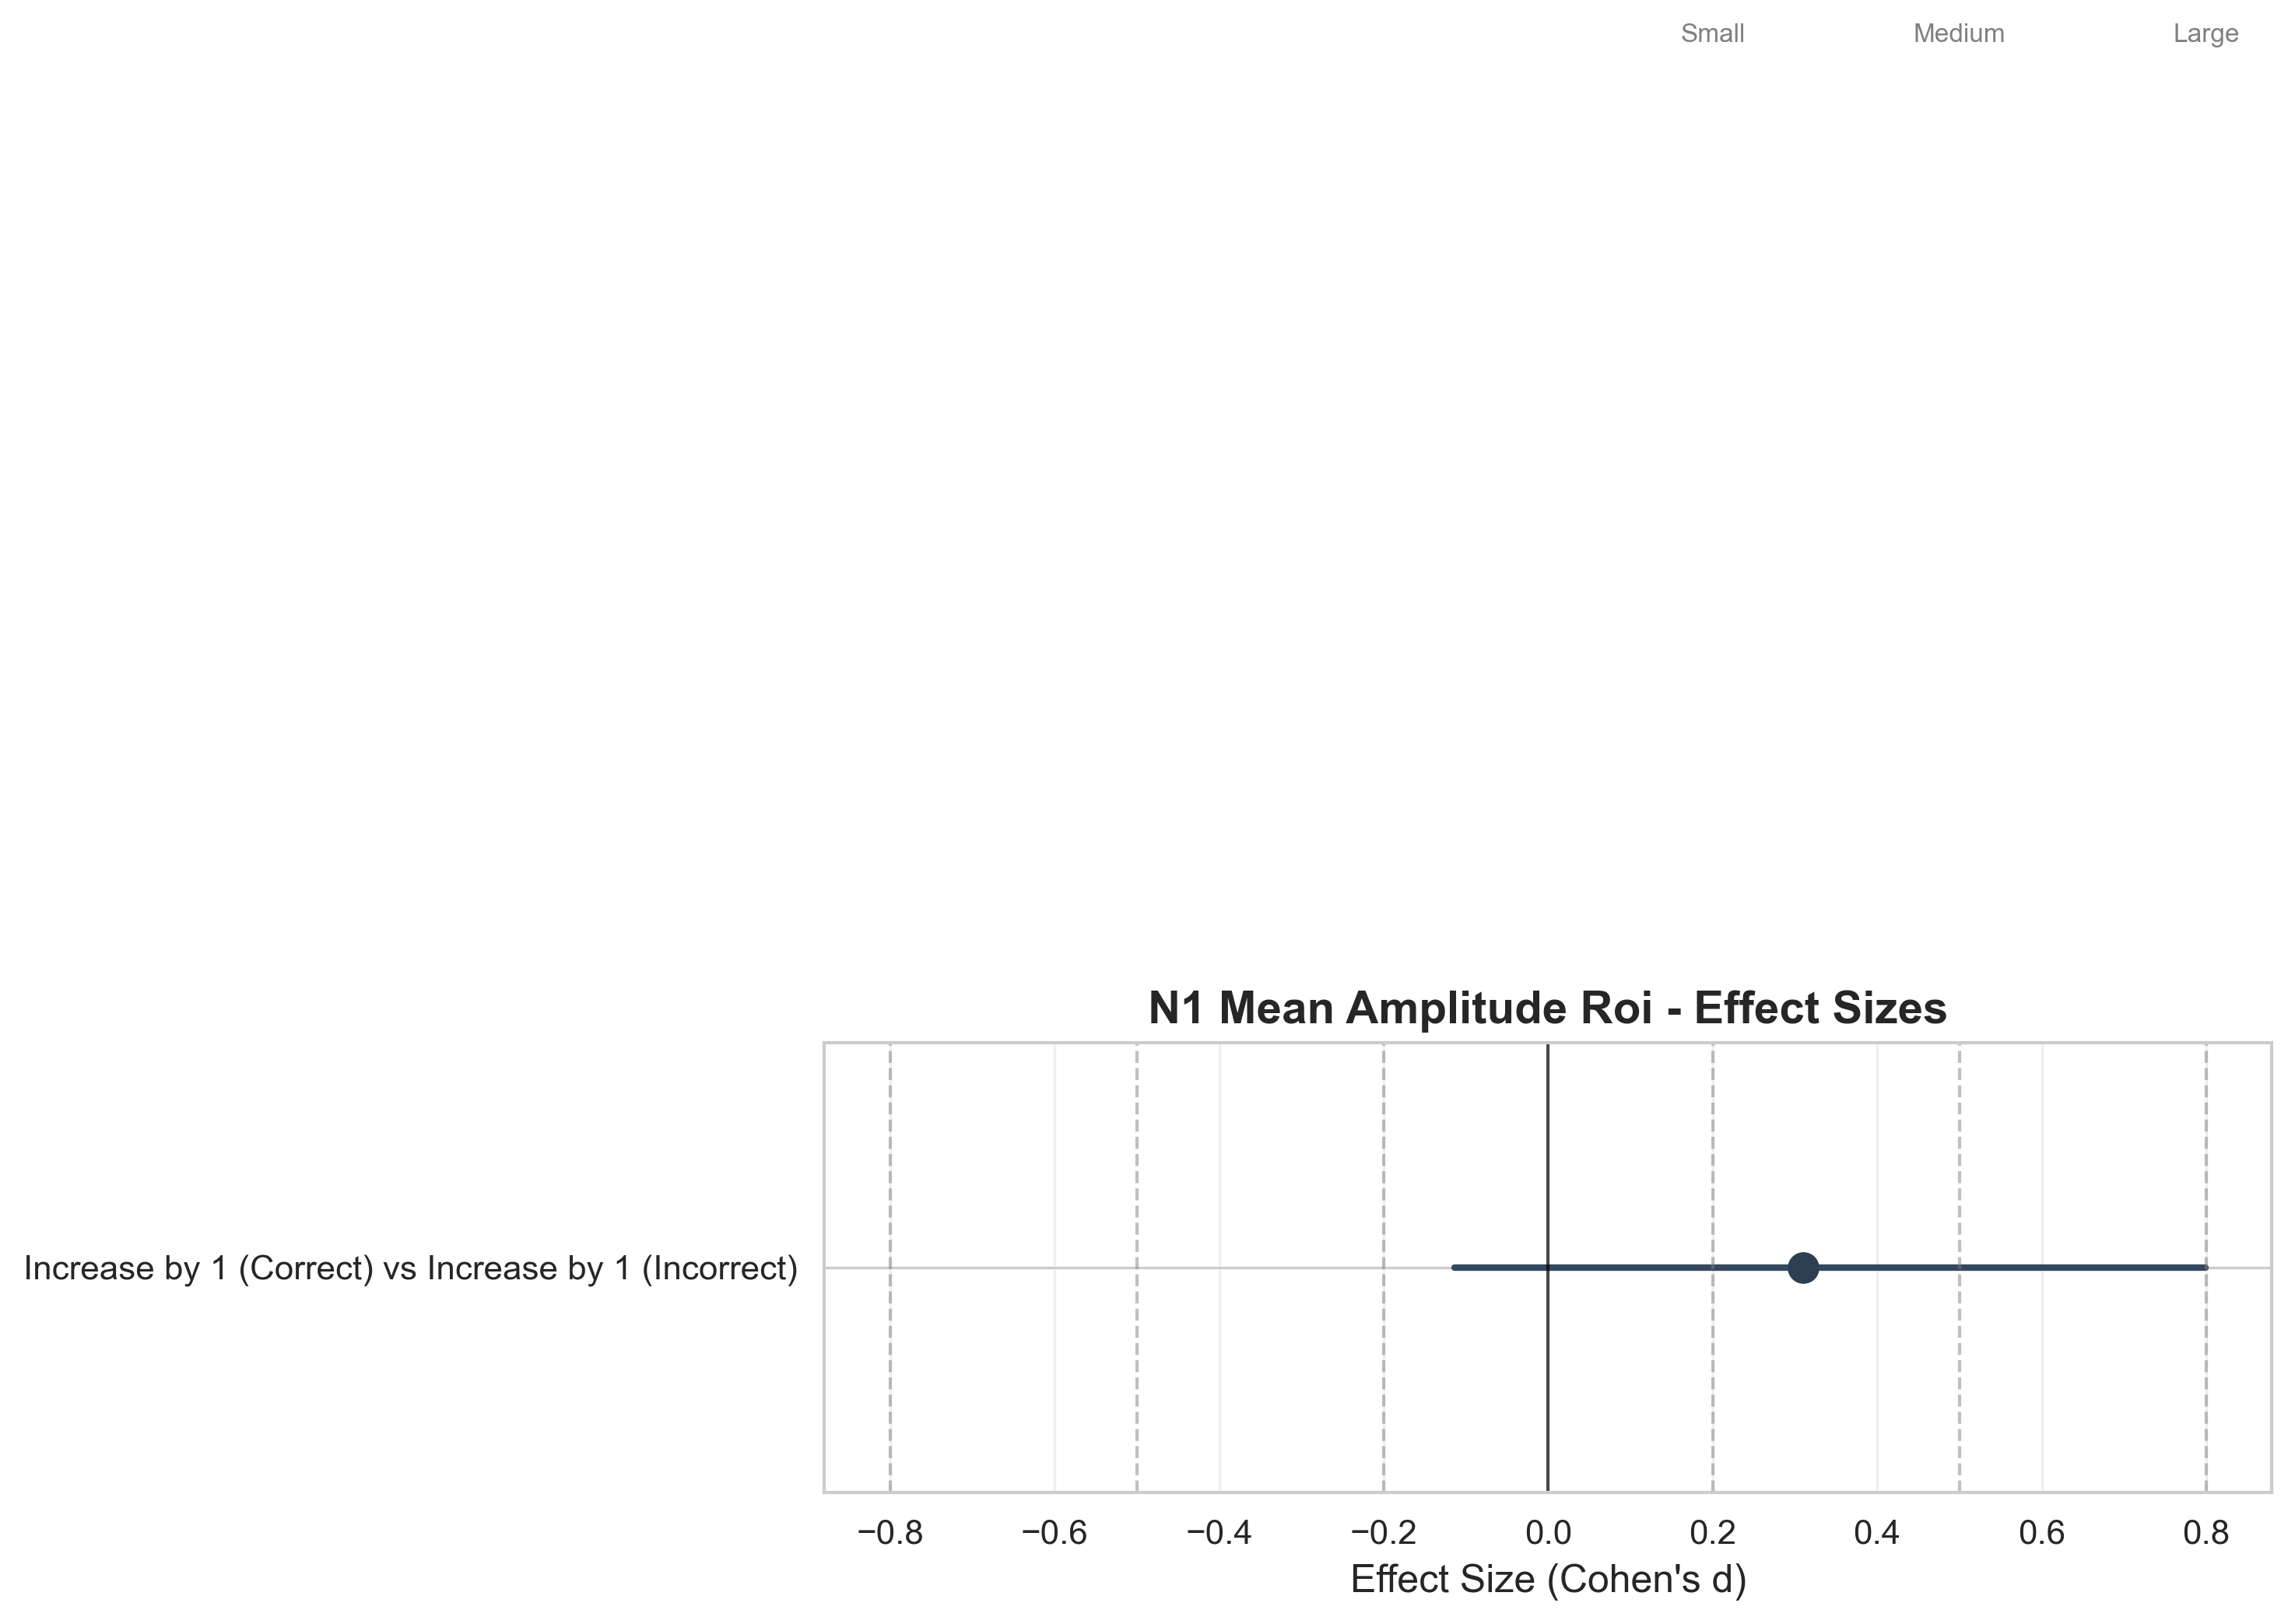 Small Medium Large
N1 Mean Amplitude Roi - Effect Sizes
Increase by 1 (Correct) vs Increase by 1 (Incorrect)
−0.8 −0.6 −0.4 −0.2 0.0 0.2 0.4 0.6 0.8
Effect Size (Cohen's d)